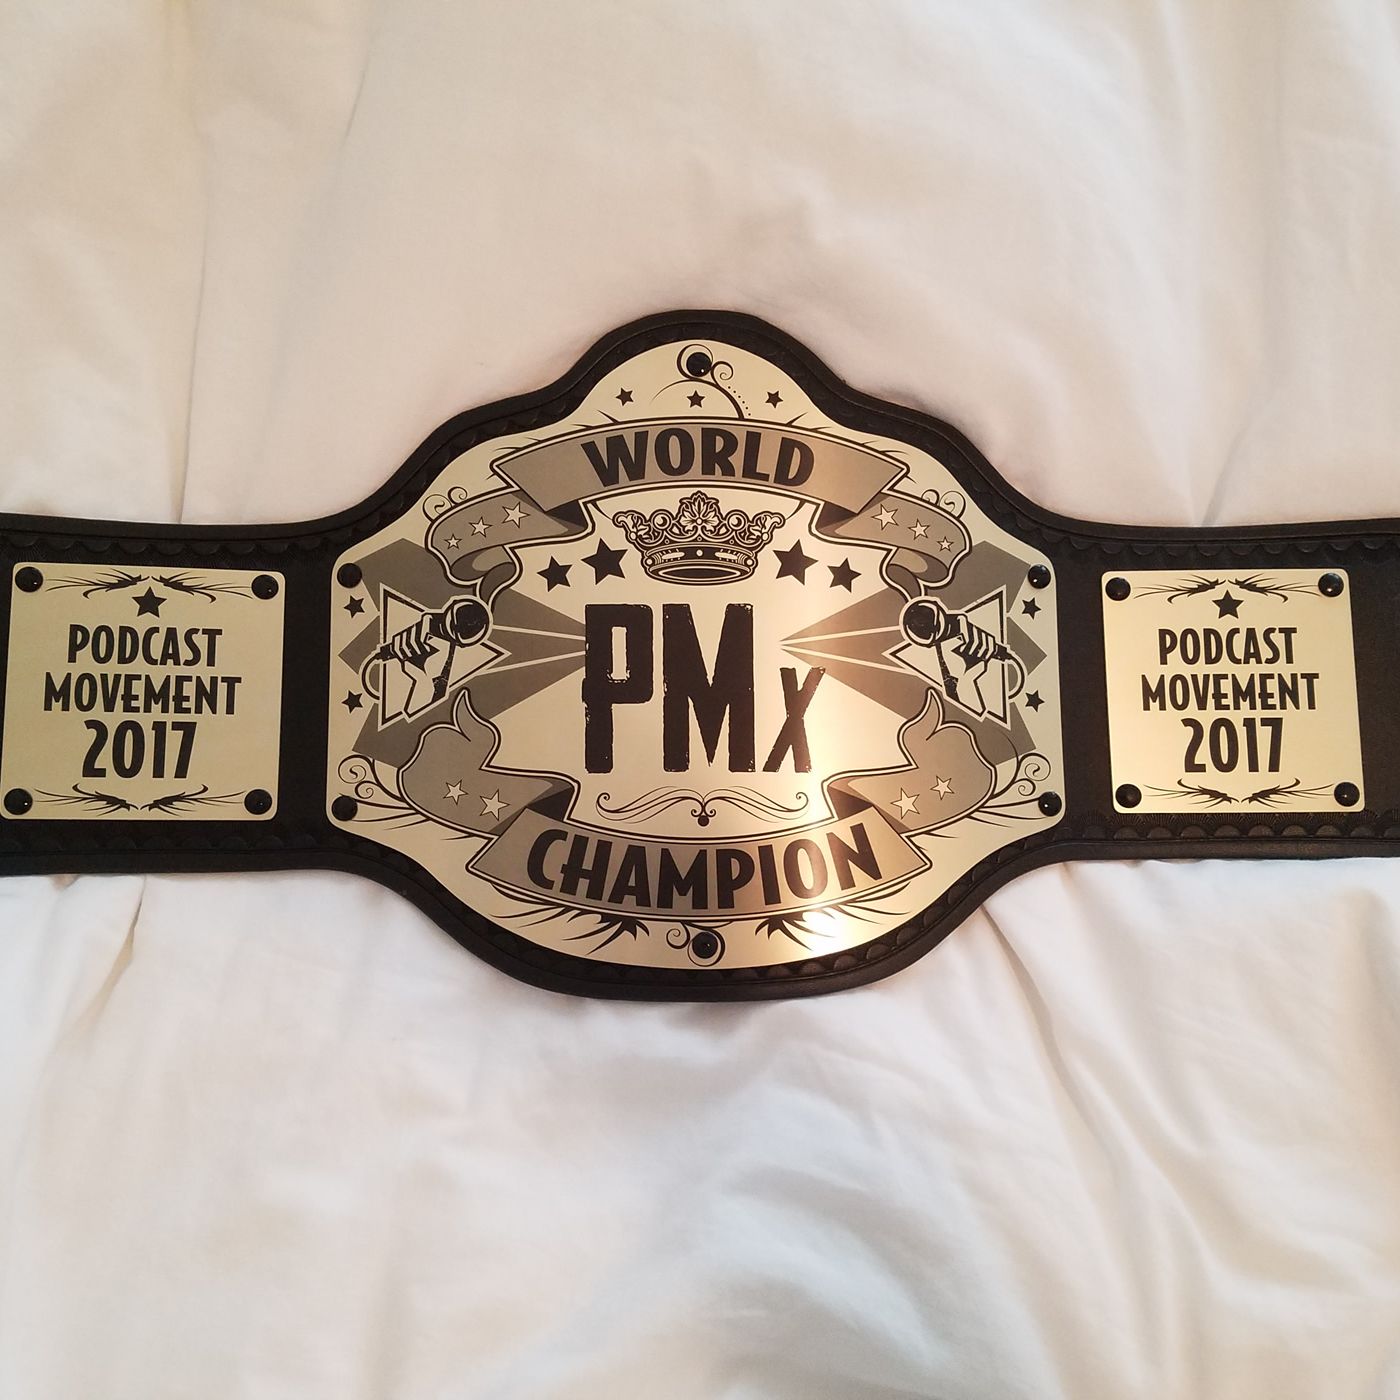 PODCAST
MOVEMENT
2017
WORLD
PMx
CHAMPION
PODCAST
MOVEMENT
2017